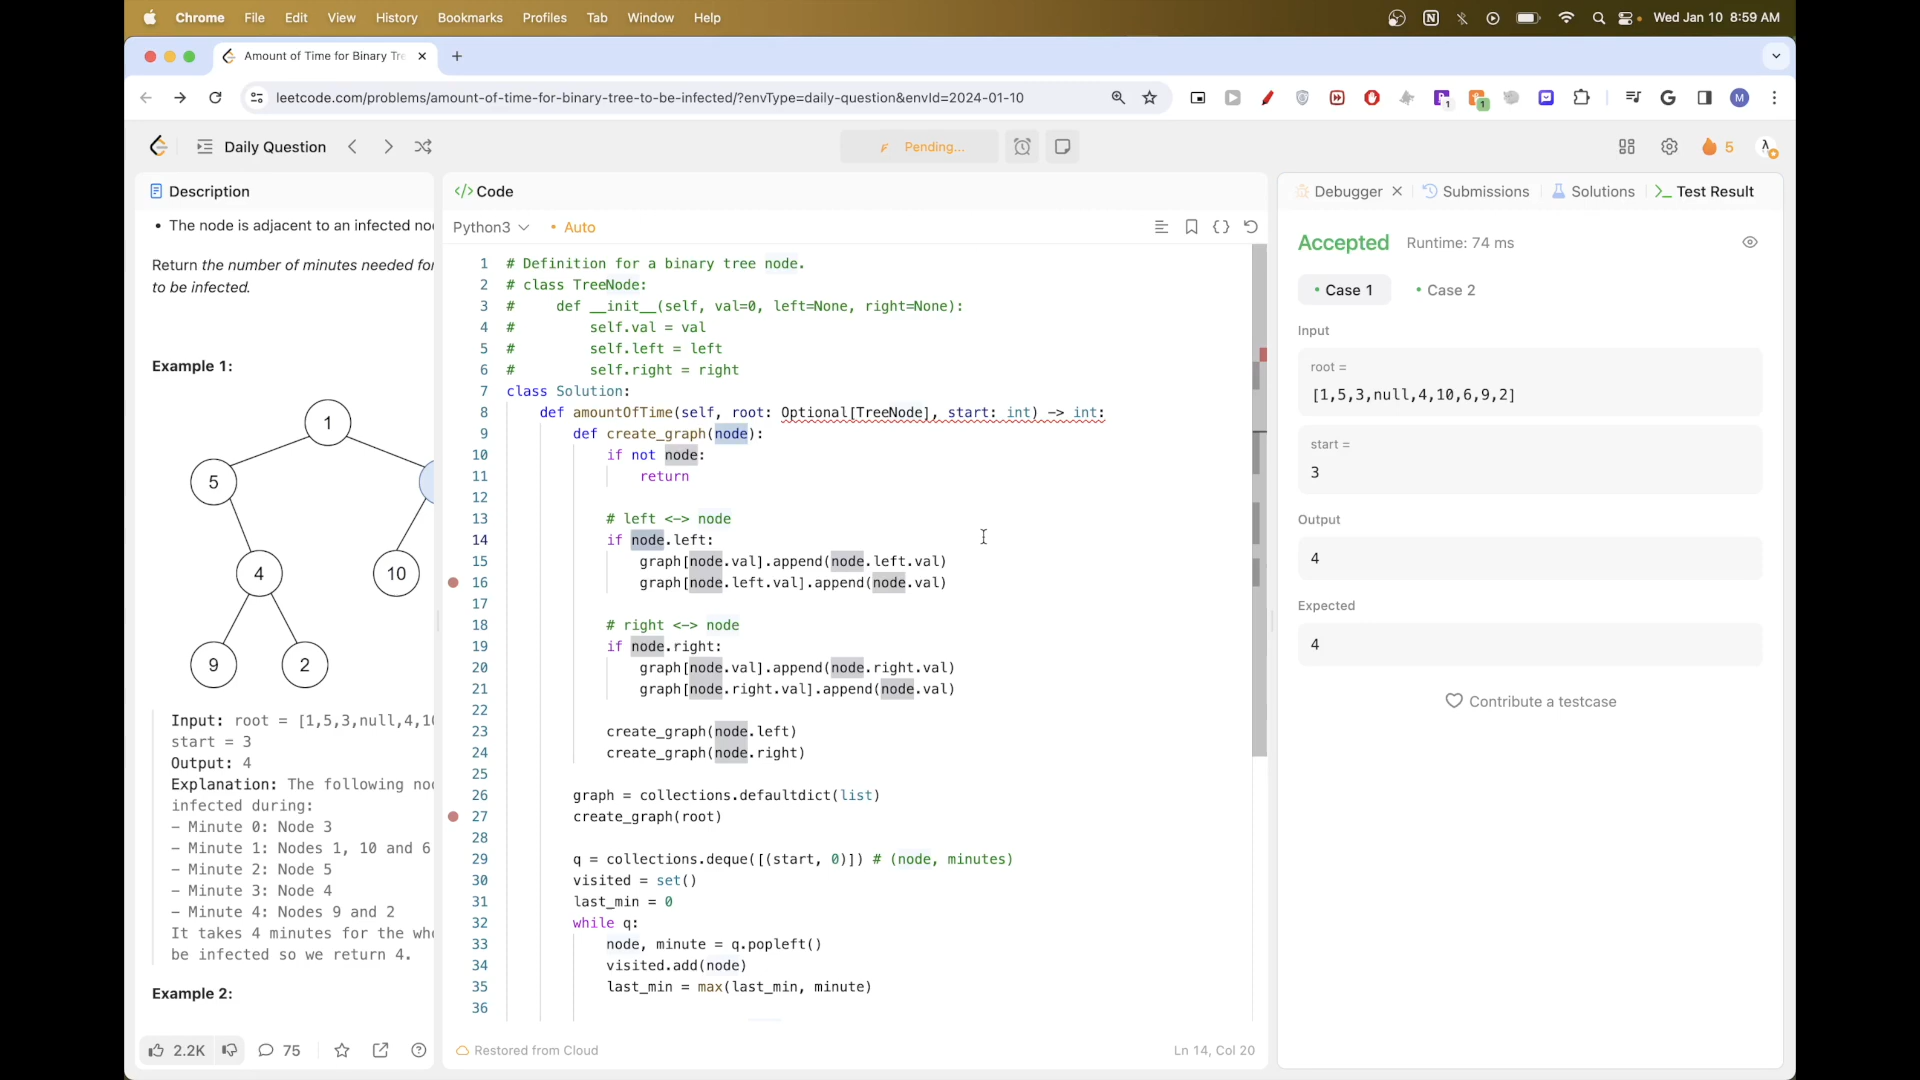 Chrome File Edit View History Bookmarks Profiles Tab Window Help
Wed Jan 10 8:59 AM
Amount of Time for Binary Tre
leetcode.com/problems/amount-of-time-for-binary-tree-to-be-infected/?envType=daily-question&envId=2024-01-10
M
Daily Question
Pending...
5
Description
• The node is adjacent to an infected no
Return the number of minutes needed for
to be infected.
Example 1:
1
5
4
10
9
2
Input: root = [1,5,3,null,4,10
start = 3
Output: 4
Explanation: The following no
infected during:
- Minute 0: Node 3
- Minute 1: Nodes 1, 10 and 6
- Minute 2: Node 5
- Minute 3: Node 4
- Minute 4: Nodes 9 and 2
It takes 4 minutes for the who
be infected so we return 4.
Example 2:
2.2K 75
</> Code
Python3 • Auto
1 # Definition for a binary tree node.
2 # class TreeNode:
3 #     def __init__(self, val=0, left=None, right=None):
4 #         self.val = val
5 #         self.left = left
6 #         self.right = right
7 class Solution:
8     def amountOfTime(self, root: Optional[TreeNode], start: int) -> int:
9         def create_graph(node):
10             if not node:
11                 return
12
13             # left <-> node
14             if node.left:
15                 graph[node.val].append(node.left.val)
16                 graph[node.left.val].append(node.val)
17
18             # right <-> node
19             if node.right:
20                 graph[node.val].append(node.right.val)
21                 graph[node.right.val].append(node.val)
22
23             create_graph(node.left)
24             create_graph(node.right)
25
26         graph = collections.defaultdict(list)
27         create_graph(root)
28
29         q = collections.deque([(start, 0)]) # (node, minutes)
30         visited = set()
31         last_min = 0
32         while q:
33             node, minute = q.popleft()
34             visited.add(node)
35             last_min = max(last_min, minute)
36
Restored from Cloud
Ln 14, Col 20
Debugger Submissions Solutions Test Result
Accepted Runtime: 74 ms
• Case 1 • Case 2
Input
root =
[1,5,3,null,4,10,6,9,2]
start =
3
Output
4
Expected
4
Contribute a testcase